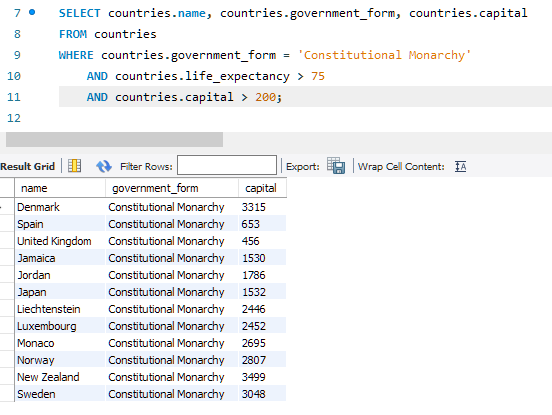 7 SELECT countries.name, countries.government_form, countries.capital
8 FROM countries
9 WHERE countries.government_form = 'Constitutional Monarchy'
10 AND countries.life_expectancy > 75
11 AND countries.capital > 200;
12
Result Grid Filter Rows: Export: Wrap Cell Content: IA
name government_form capital
Denmark Constitutional Monarchy 3315
Spain Constitutional Monarchy 653
United Kingdom Constitutional Monarchy 456
Jamaica Constitutional Monarchy 1530
Jordan Constitutional Monarchy 1786
Japan Constitutional Monarchy 1532
Liechtenstein Constitutional Monarchy 2446
Luxembourg Constitutional Monarchy 2452
Monaco Constitutional Monarchy 2695
Norway Constitutional Monarchy 2807
New Zealand Constitutional Monarchy 3499
Sweden Constitutional Monarchy 3048